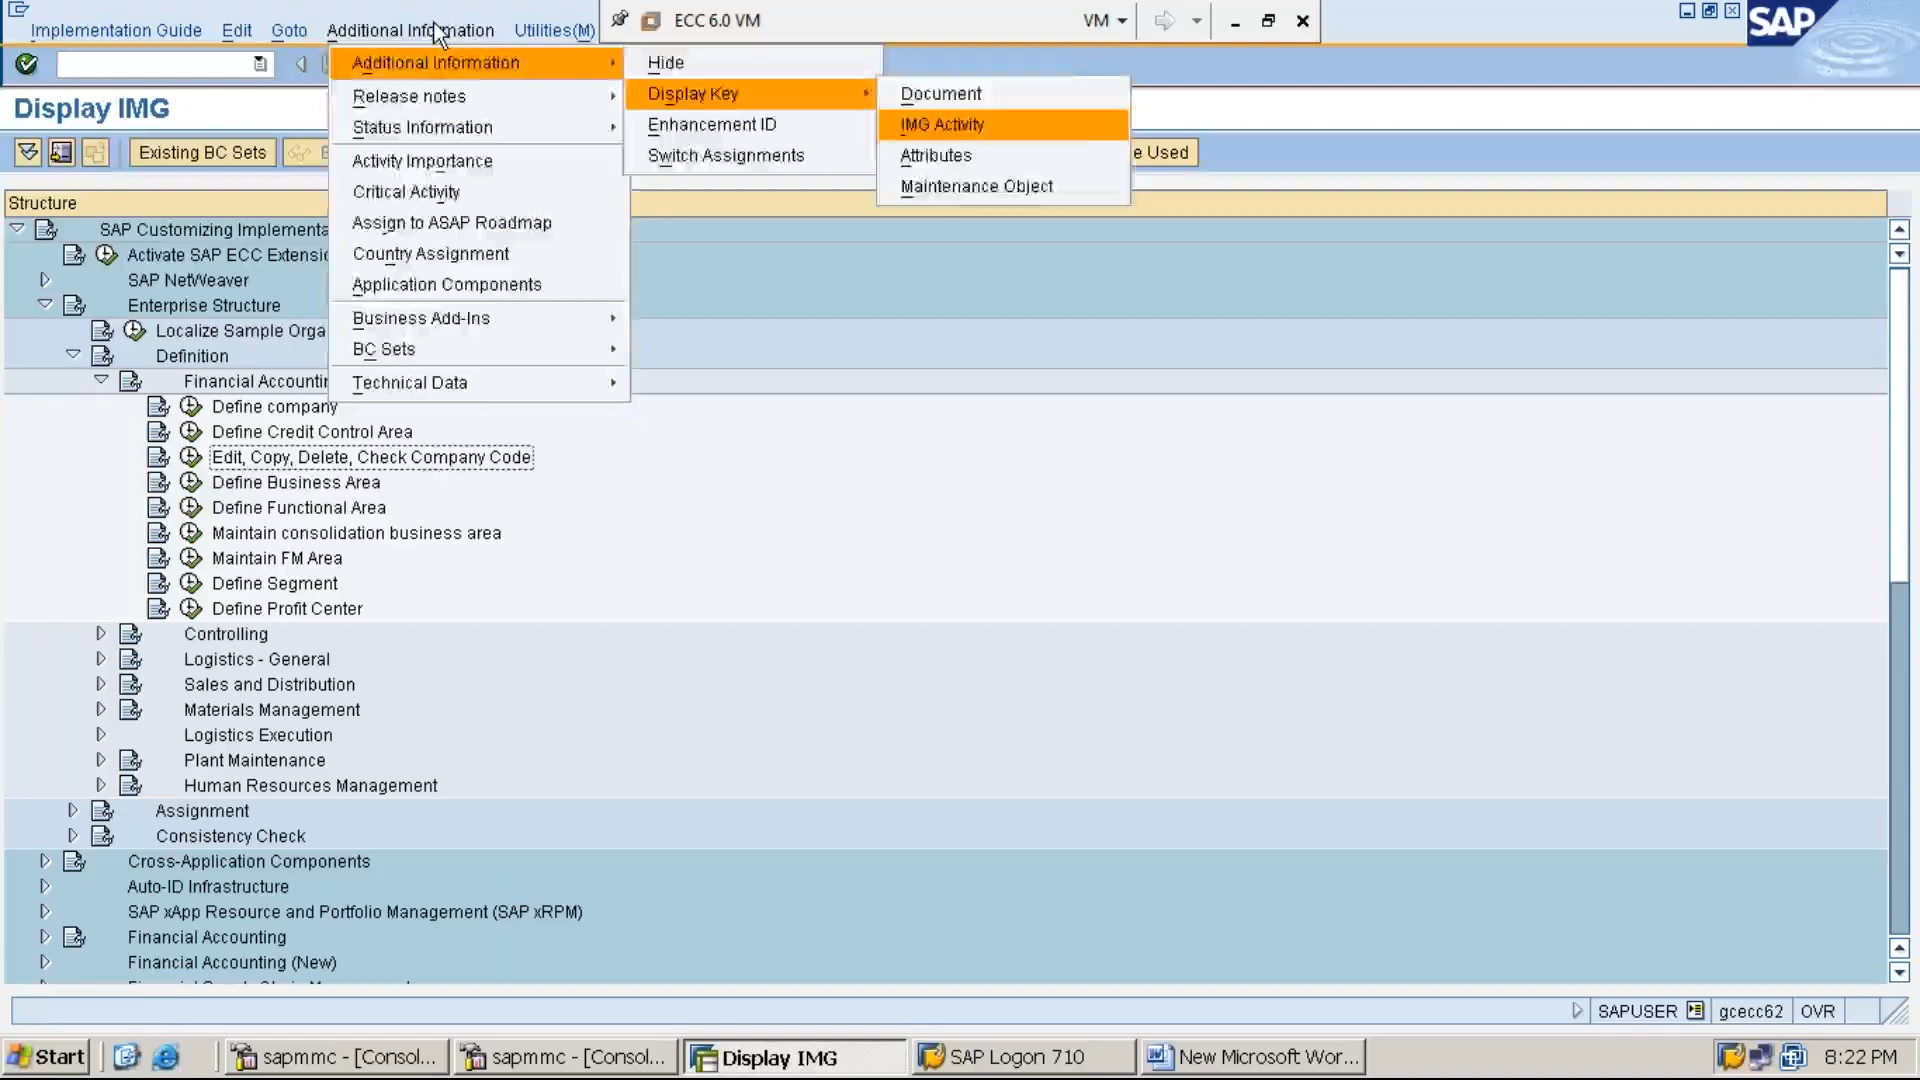 ECC 6.0 VM
VM
SAP
Implementation Guide Edit Goto Additional Information Utilities(M)
Additional Information
Release notes
Status Information
Activity Importance
Critical Activity
Assign to ASAP Roadmap
Country Assignment
Application Components
Business Add-Ins
BC Sets
Technical Data
Hide
Display Key
Enhancement ID
Switch Assignments
Document
IMG Activity
Attributes
Maintenance Object
Display IMG
Existing BC Sets
e Used
Structure
SAP Customizing Implementa
Activate SAP ECC Extensi
SAP NetWeaver
Enterprise Structure
Localize Sample Orga
Definition
Financial Accountin
Define company
Define Credit Control Area
Edit, Copy, Delete, Check Company Code
Define Business Area
Define Functional Area
Maintain consolidation business area
Maintain FM Area
Define Segment
Define Profit Center
Controlling
Logistics - General
Sales and Distribution
Materials Management
Logistics Execution
Plant Maintenance
Human Resources Management
Assignment
Consistency Check
Cross-Application Components
Auto-ID Infrastructure
SAP xApp Resource and Portfolio Management (SAP xRPM)
Financial Accounting
Financial Accounting (New)
SAPUSER gcecc62 OVR
Start sapmmc - [Consol... sapmmc - [Consol... Display IMG SAP Logon 710 New Microsoft Wor... 8:22 PM